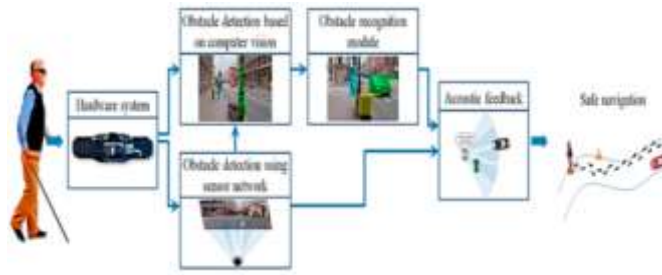 Obstacle detection based
on computer vision
Obstacle recognition
module
Hardware system
Acoustic feedback
Safe navigation
Obstacle detection using
sensor network